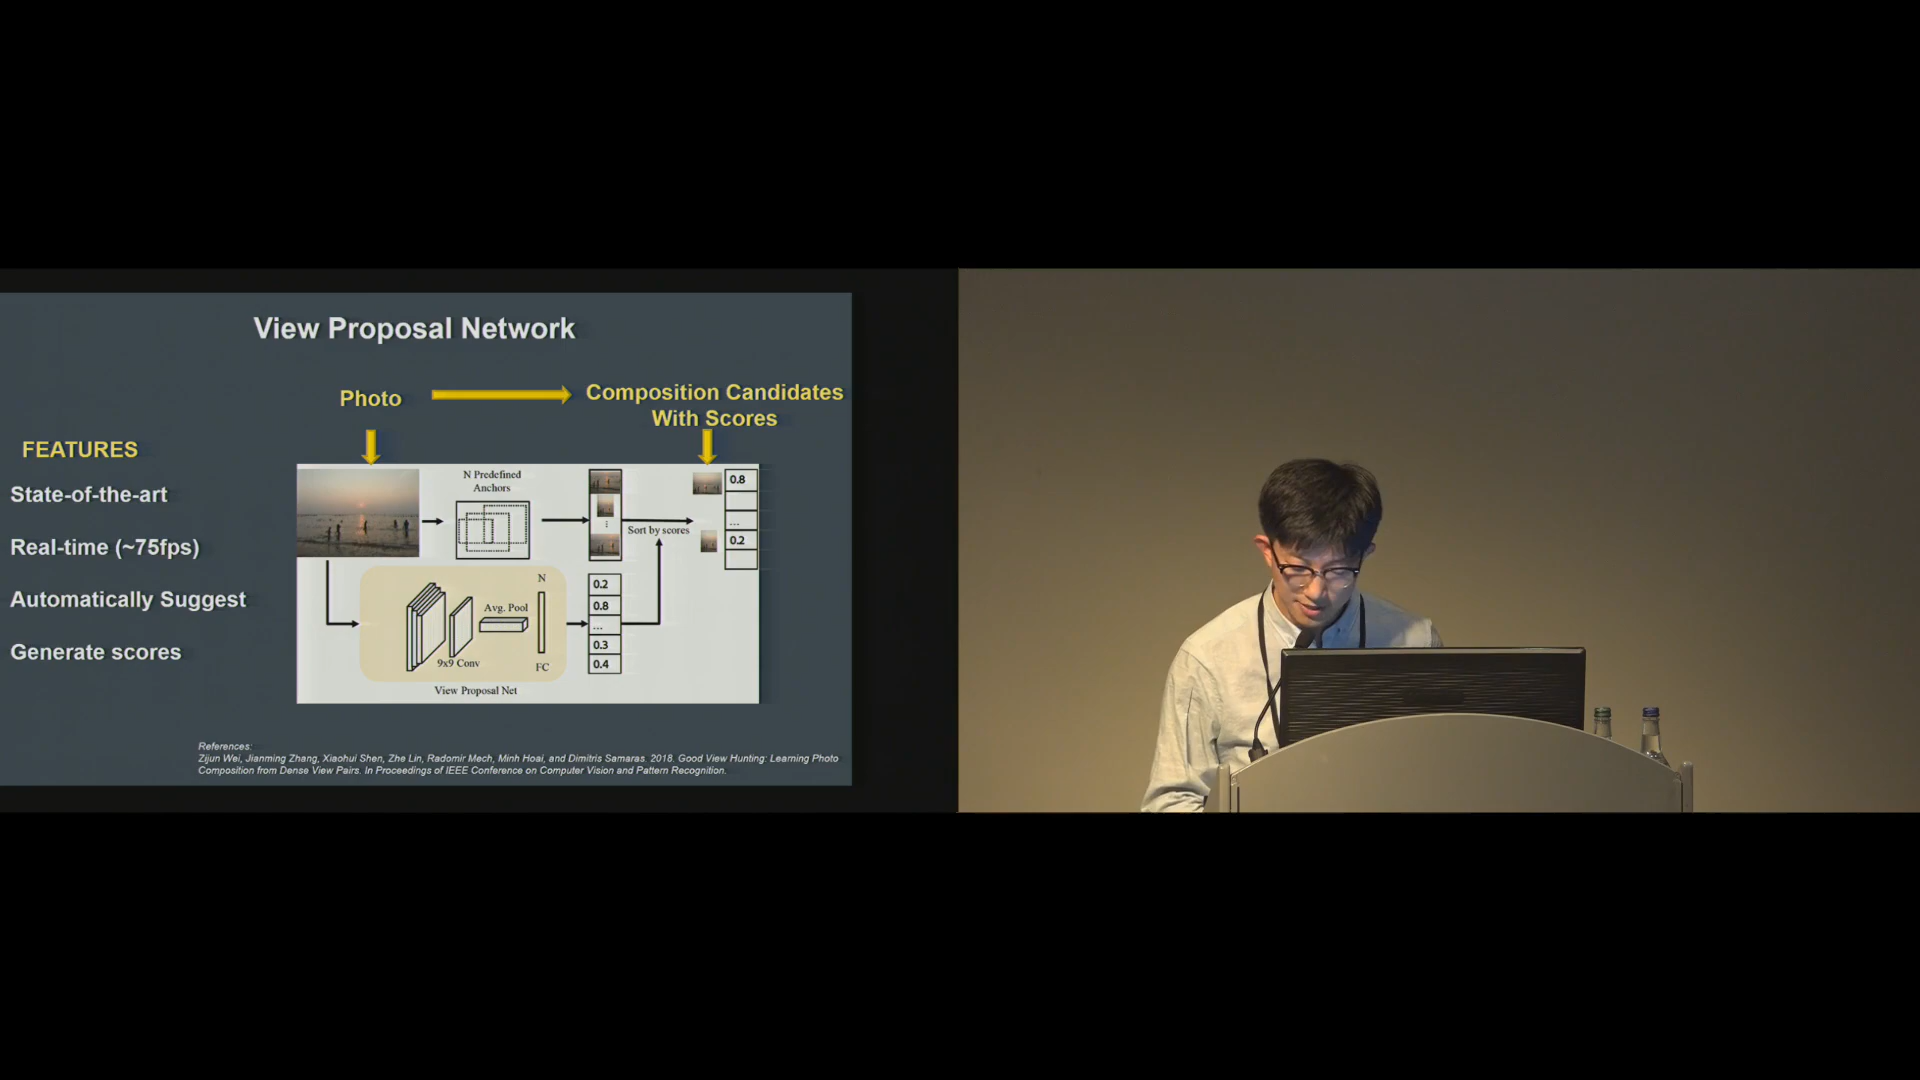 View Proposal Network
Photo
Composition Candidates
With Scores
FEATURES
State-of-the-art
Real-time (~75fps)
Automatically Suggest
Generate scores
N Predefined
Anchors
Sort by scores
0.8
...
0.2
N
Avg. Pool
9x9 Conv
FC
View Proposal Net
0.2
0.8
...
0.3
0.4
References:
Zijun Wei, Jianming Zhang, Xiaohui Shen, Zhe Lin, Radomir Mech, Minh Hoai, and Dimitris Samaras. 2018. Good View Hunting: Learning Photo
Composition from Dense View Pairs. In Proceedings of IEEE Conference on Computer Vision and Pattern Recognition.